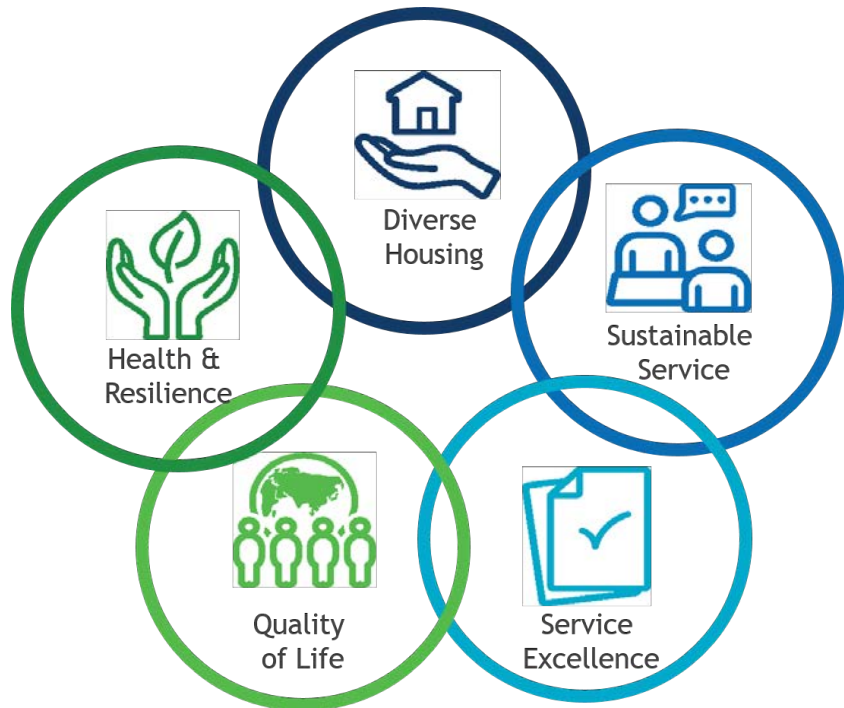 Diverse
Housing
Sustainable
Service
Health &
Resilience
Quality
of Life
Service
Excellence